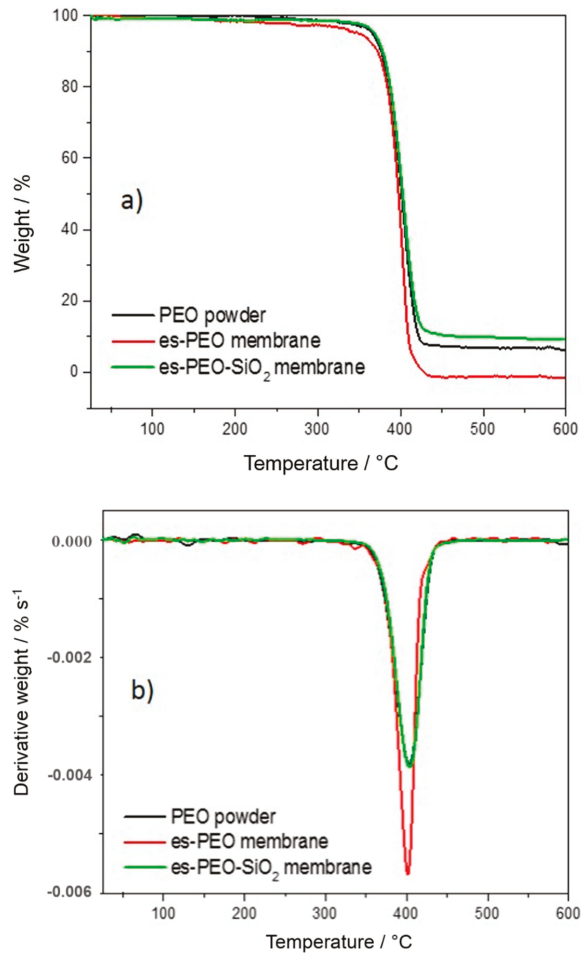 100
80
60
40
20
0
Weight / %
a)
PEO powder
es-PEO membrane
es-PEO-SiO₂ membrane
100 200 300 400 500 600
Temperature / °C
0.000
-0.002
-0.004
-0.006
Derivative weight / % s⁻¹
b)
PEO powder
es-PEO membrane
es-PEO-SiO₂ membrane
100 200 300 400 500 600
Temperature / °C